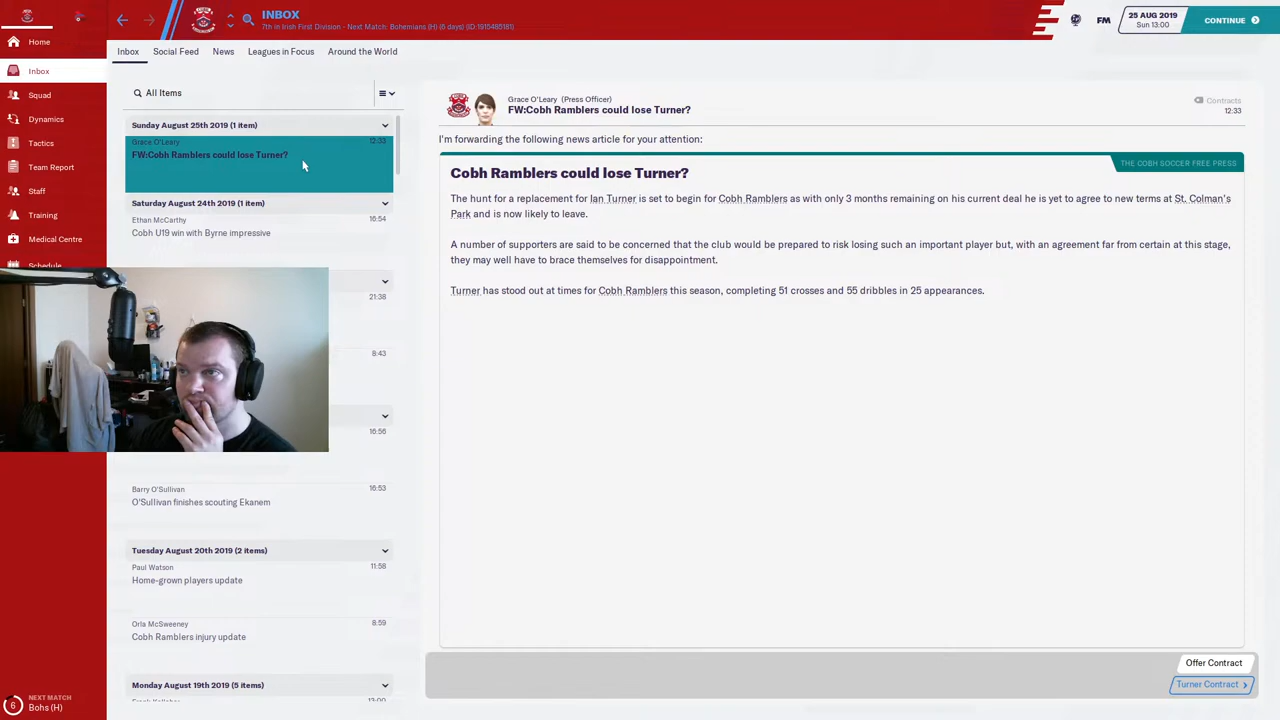 INBOX
7th in Irish First Division - Next Match: Bohemians (H) (6 days) (ID:1915485181)
FM
25 AUG 2019
Sun 13:00
CONTINUE
Home
Inbox
Squad
Dynamics
Tactics
Team Report
Staff
Training
Medical Centre
Schedule
NEXT MATCH
6
Bohs (H)
Inbox Social Feed News Leagues in Focus Around the World
All Items
Sunday August 25th 2019 (1 item)
Grace O'Leary 12:33
FW:Cobh Ramblers could lose Turner?
Saturday August 24th 2019 (1 item)
Ethan McCarthy 16:54
Cobh U19 win with Byrne impressive
21:38
8:43
16:56
Barry O'Sullivan 16:53
O'Sullivan finishes scouting Ekanem
Tuesday August 20th 2019 (2 items)
Paul Watson 11:58
Home-grown players update
Orla McSweeney 8:59
Cobh Ramblers injury update
Monday August 19th 2019 (5 items)
Grace O'Leary (Press Officer)
FW:Cobh Ramblers could lose Turner?
Contracts
12:33
I'm forwarding the following news article for your attention:
THE COBH SOCCER FREE PRESS
Cobh Ramblers could lose Turner?
The hunt for a replacement for Ian Turner is set to begin for Cobh Ramblers as with only 3 months remaining on his current deal he is yet to agree to new terms at St. Colman's
Park and is now likely to leave.
A number of supporters are said to be concerned that the club would be prepared to risk losing such an important player but, with an agreement far from certain at this stage,
they may well have to brace themselves for disappointment.
Turner has stood out at times for Cobh Ramblers this season, completing 51 crosses and 55 dribbles in 25 appearances.
Offer Contract
Turner Contract